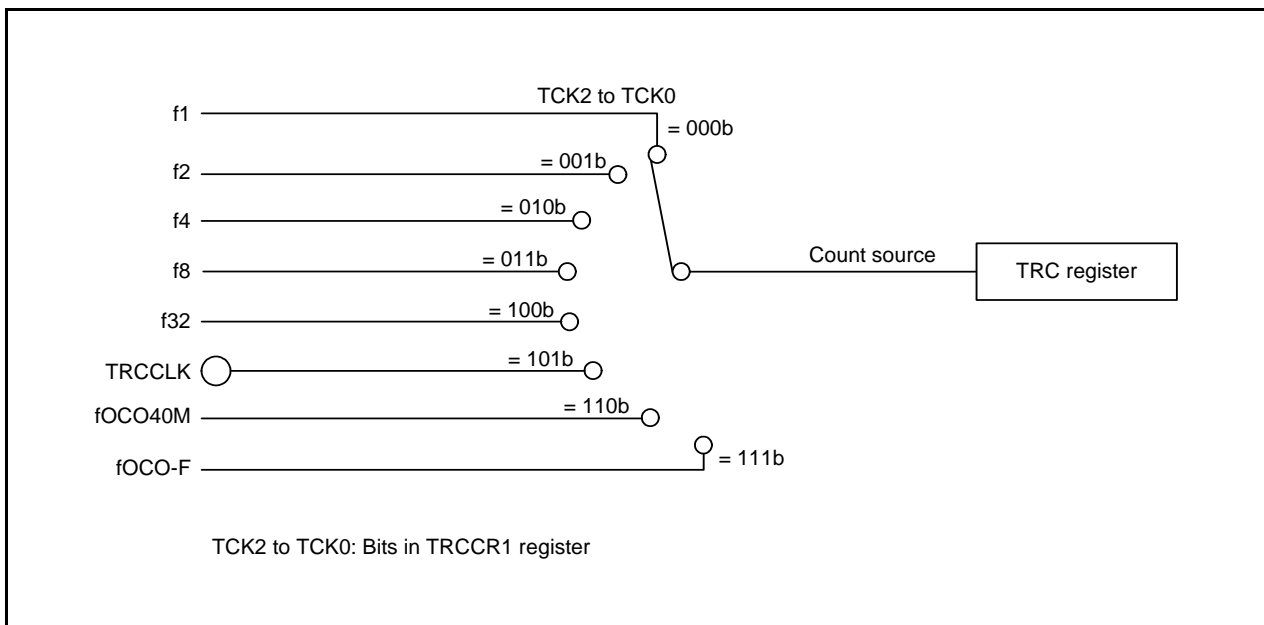 TCK2 to TCK0
f1
= 000b
f2
= 001b
f4
= 010b
f8
= 011b
Count source
TRC register
f32
= 100b
TRCCLK
= 101b
fOCO40M
= 110b
fOCO-F
= 111b
TCK2 to TCK0: Bits in TRCCR1 register